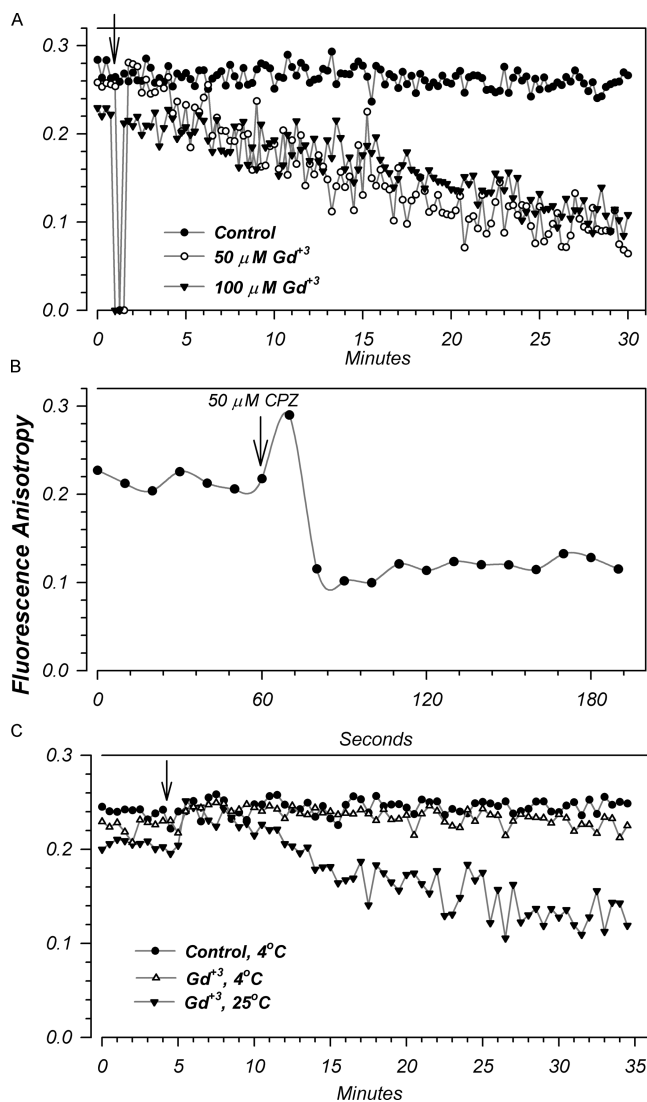 A
0.3
0.2
0.1
0.0
Control
50 μM Gd+3
100 μM Gd+3
0 5 10 15 20 25 30
Minutes
B
50 μM CPZ
0.3
0.2
0.1
0.0
Fluorescence Anisotropy
0 60 120 180
Seconds
C
0.3
0.2
0.1
0.0
Control, 4oC
Gd+3, 4oC
Gd+3, 25oC
0 5 10 15 20 25 30 35
Minutes